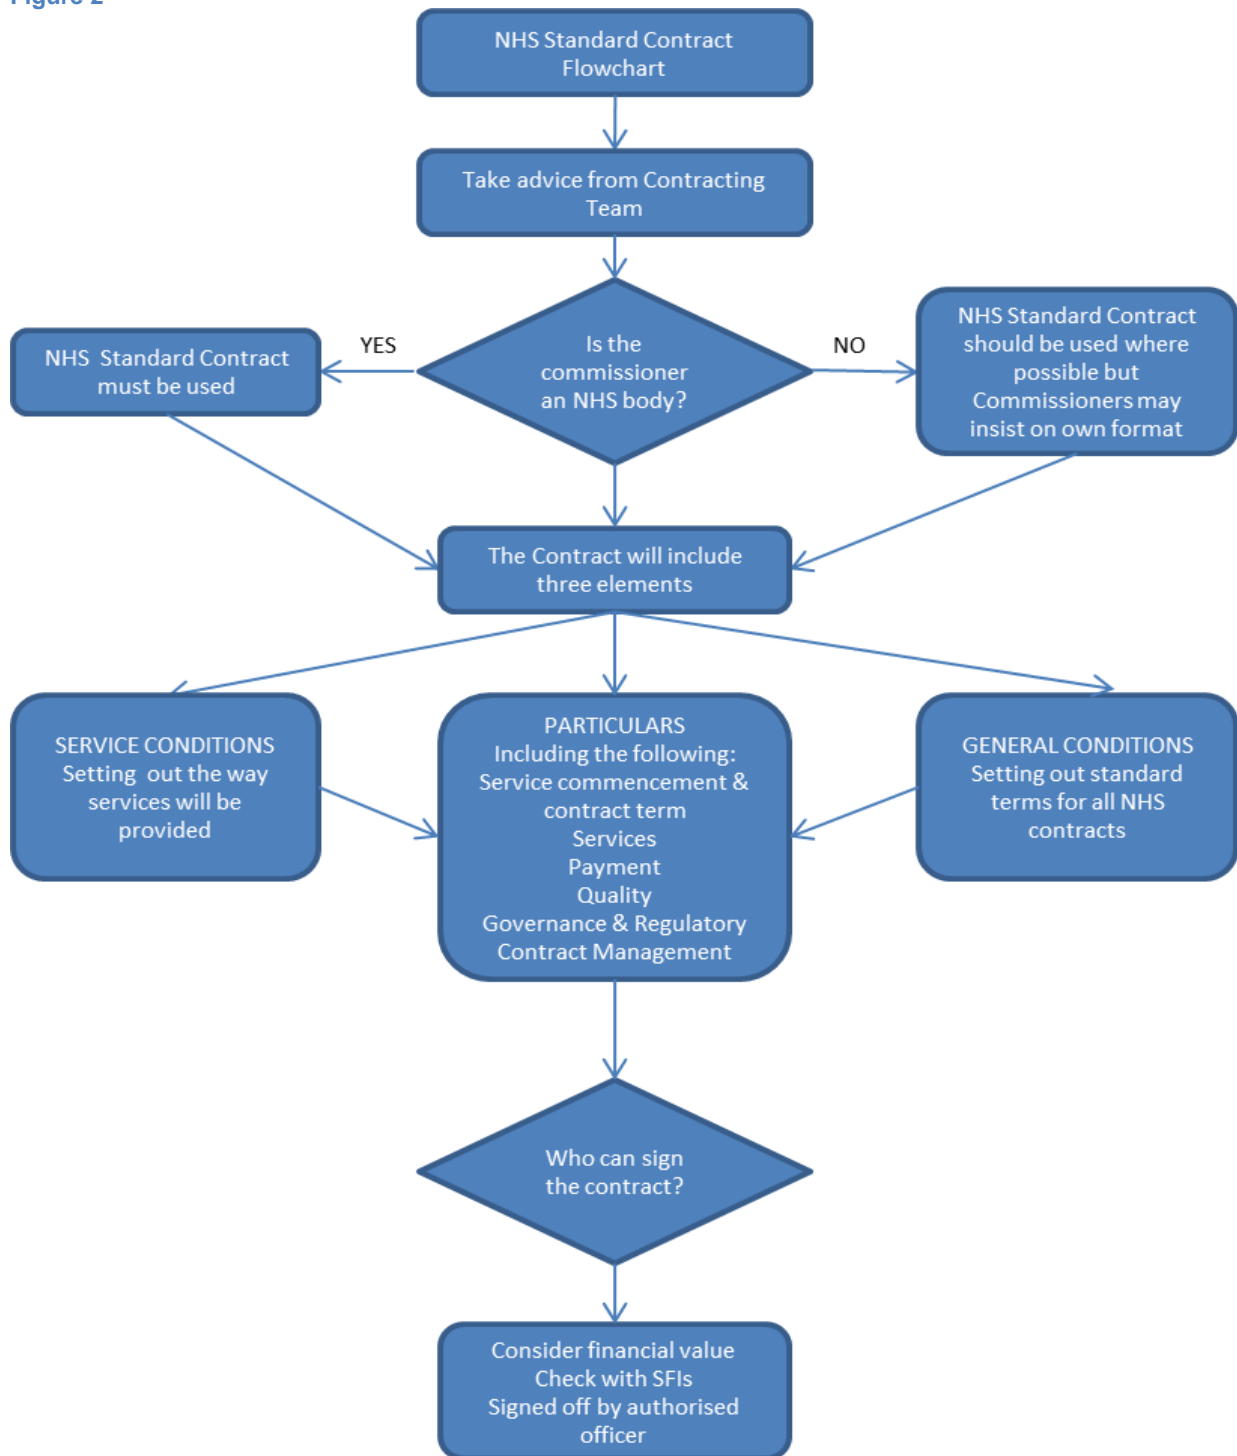 Figure 2
NHS Standard Contract
Flowchart
Take advice from Contracting
Team
Is the
commissioner
an NHS body?
YES
NO
NHS Standard Contract
must be used
NHS Standard Contract
should be used where
possible but
Commissioners may
insist on own format
The Contract will include
three elements
SERVICE CONDITIONS
Setting out the way
services will be
provided
PARTICULARS
Including the following:
Service commencement &
contract term
Services
Payment
Quality
Governance & Regulatory
Contract Management
GENERAL CONDITIONS
Setting out standard
terms for all NHS
contracts
Who can sign
the contract?
Consider financial value
Check with SFIs
Signed off by authorised
officer